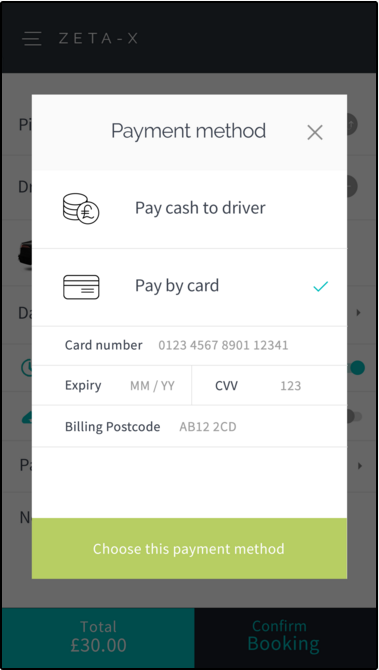 ZETA-X
Pi
Payment method
Dr
Pay cash to driver
Pay by card
Da
Card number 0123 4567 8901 12341
Expiry MM / YY CVV 123
Billing Postcode AB12 2CD
Pa
N
Choose this payment method
Total
£30.00
Confirm
Booking